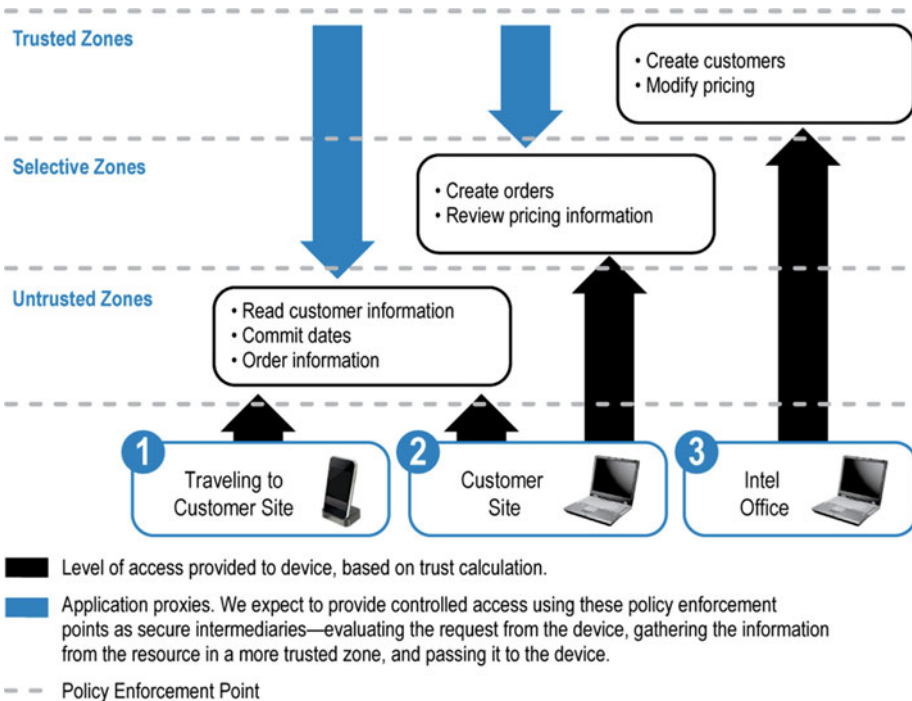 Trusted Zones
• Create customers
• Modify pricing
Selective Zones
• Create orders
• Review pricing information
Untrusted Zones
• Read customer information
• Commit dates
• Order information
1
Traveling to
Customer Site
2
Customer
Site
3
Intel
Office
Level of access provided to device, based on trust calculation.
Application proxies. We expect to provide controlled access using these policy enforcement
points as secure intermediaries—evaluating the request from the device, gathering the information
from the resource in a more trusted zone, and passing it to the device.
Policy Enforcement Point